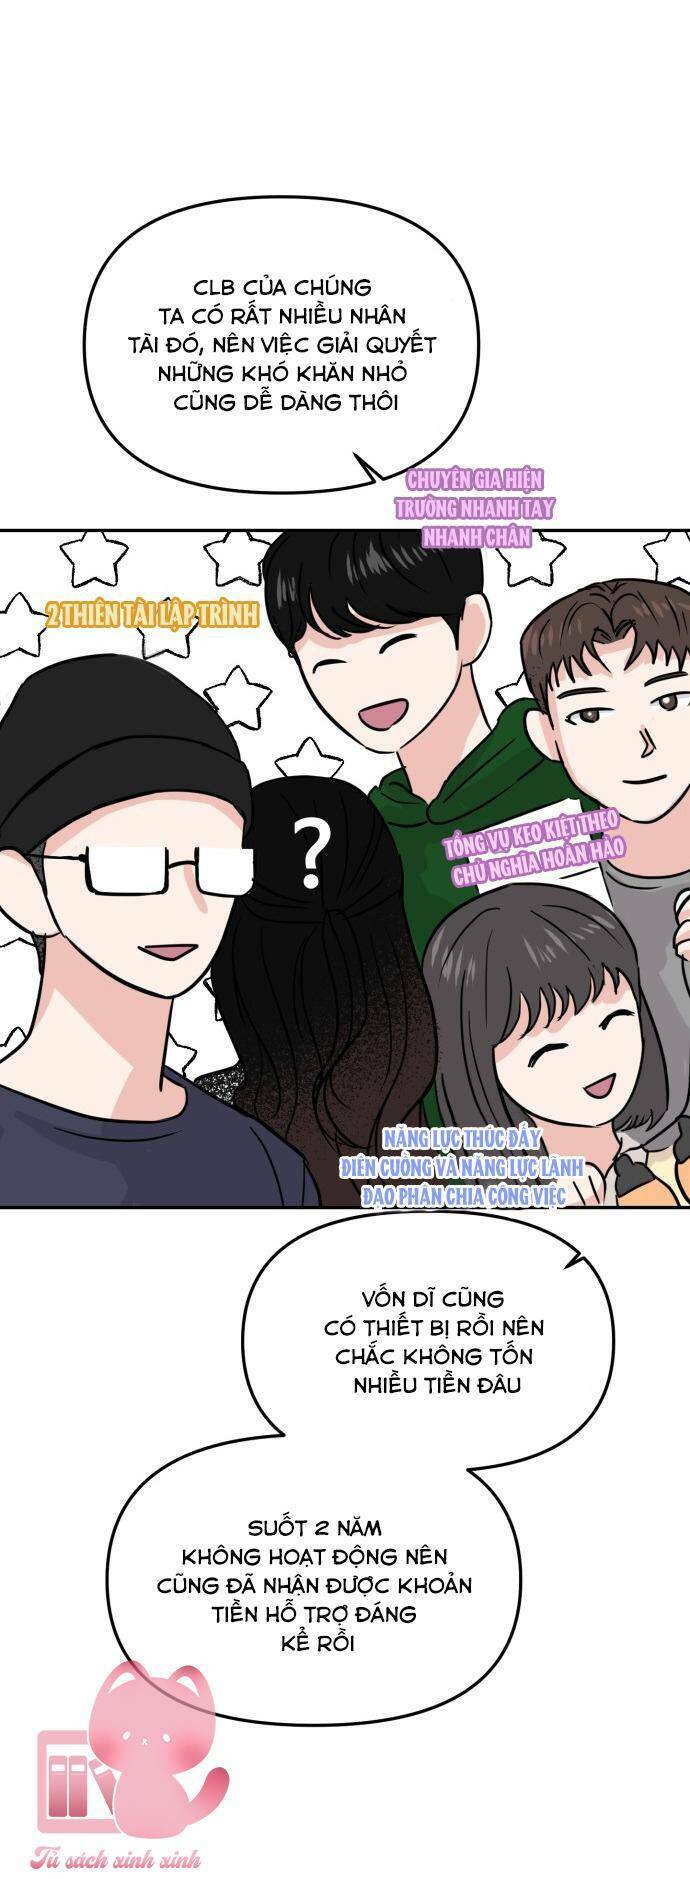 CLB CỦA CHÚNG
TA CÓ RẤT NHIỀU NHÂN
TÀI ĐÓ, NÊN VIỆC GIẢI QUYẾT
NHỮNG KHÓ KHĂN NHỎ
CŨNG DỄ DÀNG THÔI
CHUYÊN GIA HIỆN
TRƯỜNG NHANH TAY
NHANH CHÂN
2 THIÊN TÀI LẬP TRÌNH
?
TỔNG VỤ KEO KIỆT THEO
CHỦ NGHĨA HOÁN HẢO
NĂNG LỰC THÚC ĐẨY
ĐIÊN CUỒNG VÀ NĂNG LỰC LÃNH
ĐẠO PHÂN CHIA CÔNG VIỆC
VỐN DĨ CŨNG
CÓ THIẾT BỊ RỒI NÊN
CHẮC KHÔNG TỐN
NHIỀU TIỀN ĐÂU
SUỐT 2 NĂM
KHÔNG HOẠT ĐỘNG NÊN
CŨNG ĐÃ NHẬN ĐƯỢC KHOẢN
TIỀN HỖ TRỢ ĐÁNG
KỂ RỒI
Tủ sách xinh xinh